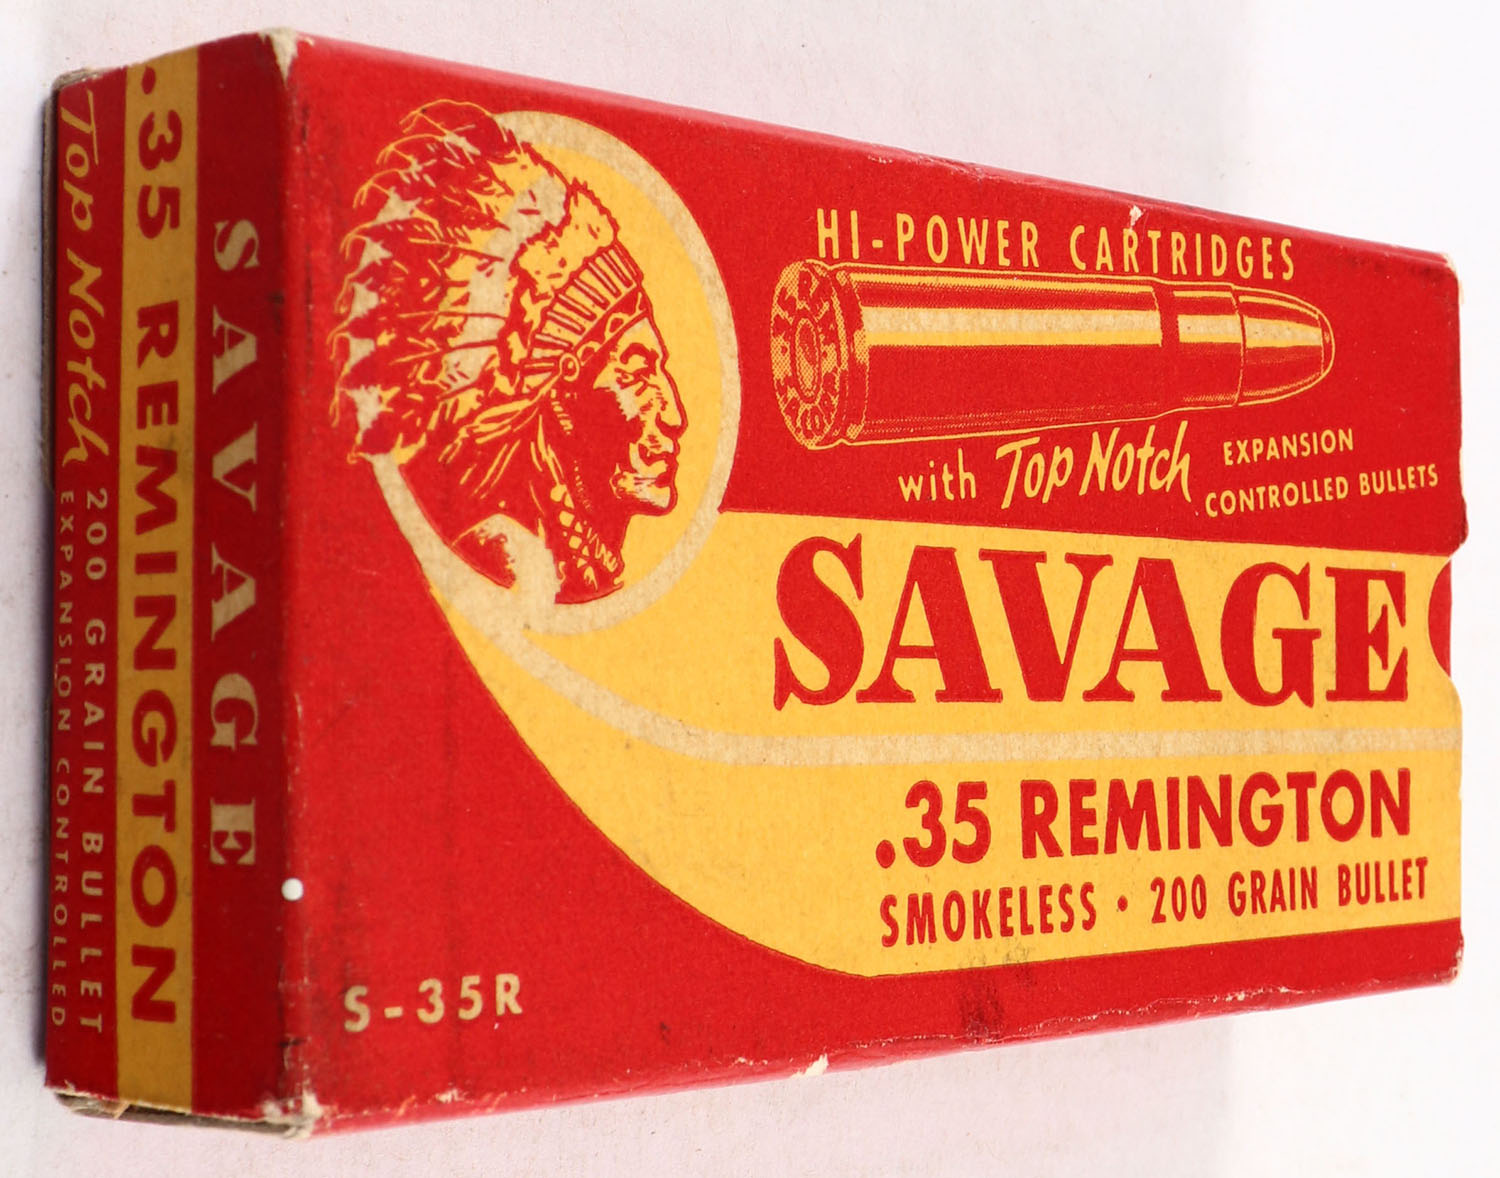 HI-POWER CARTRIDGES
with Top Notch EXPANSION
CONTROLLED BULLETS
SAVAGE
.35 REMINGTON
SMOKELESS • 200 GRAIN BULLET
S-35R
SAVAGE
.35 REMINGTON
Top Notch 200 GRAIN BULLET
EXPANSION CONTROLLED